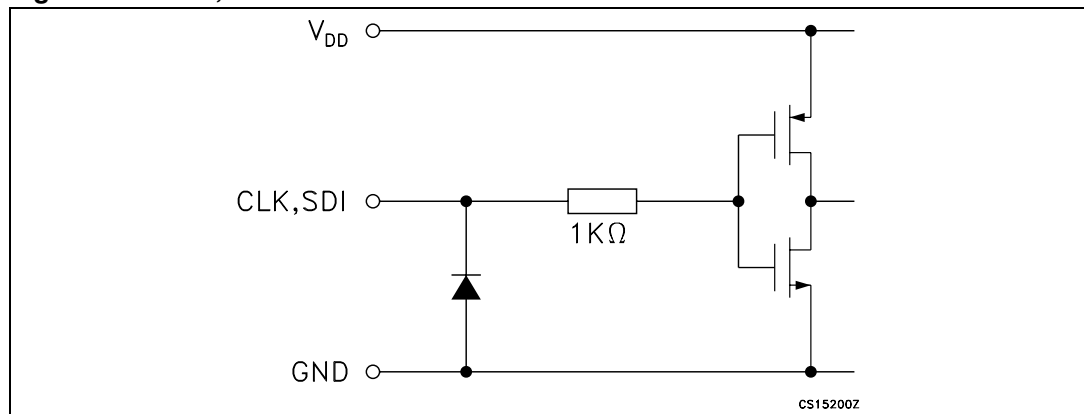 V_DD
CLK,SDI
1KΩ
GND
CS15200Z